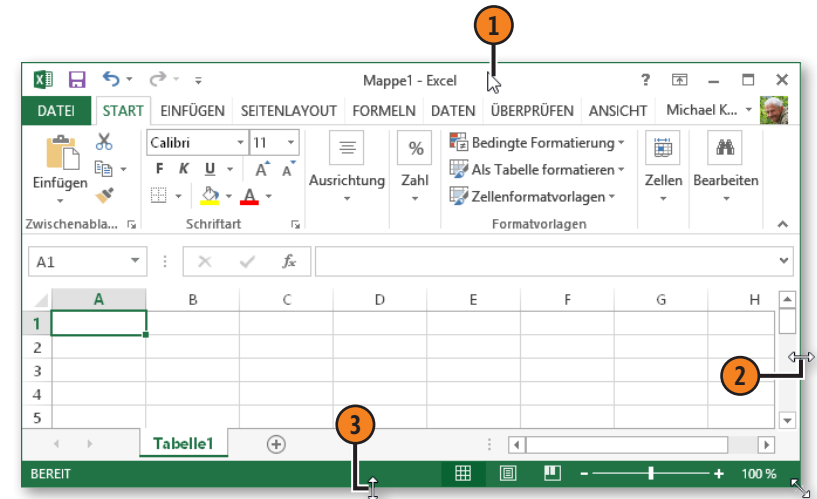 1
Mappe1 - Excel
?
DATEI START EINFÜGEN SEITENLAYOUT FORMELN DATEN ÜBERPRÜFEN ANSICHT Michael K...
Calibri 11 % Bedingte Formatierung
Einfügen F K U A A Ausrichtung Zahl Als Tabelle formatieren Zellen Bearbeiten
A Zellenformatvorlagen
Zwischenabla... Schriftart Formatvorlagen
A1 fx
A B C D E F G H
1
2
3
2
4
5
3
Tabelle1
BEREIT 100 %